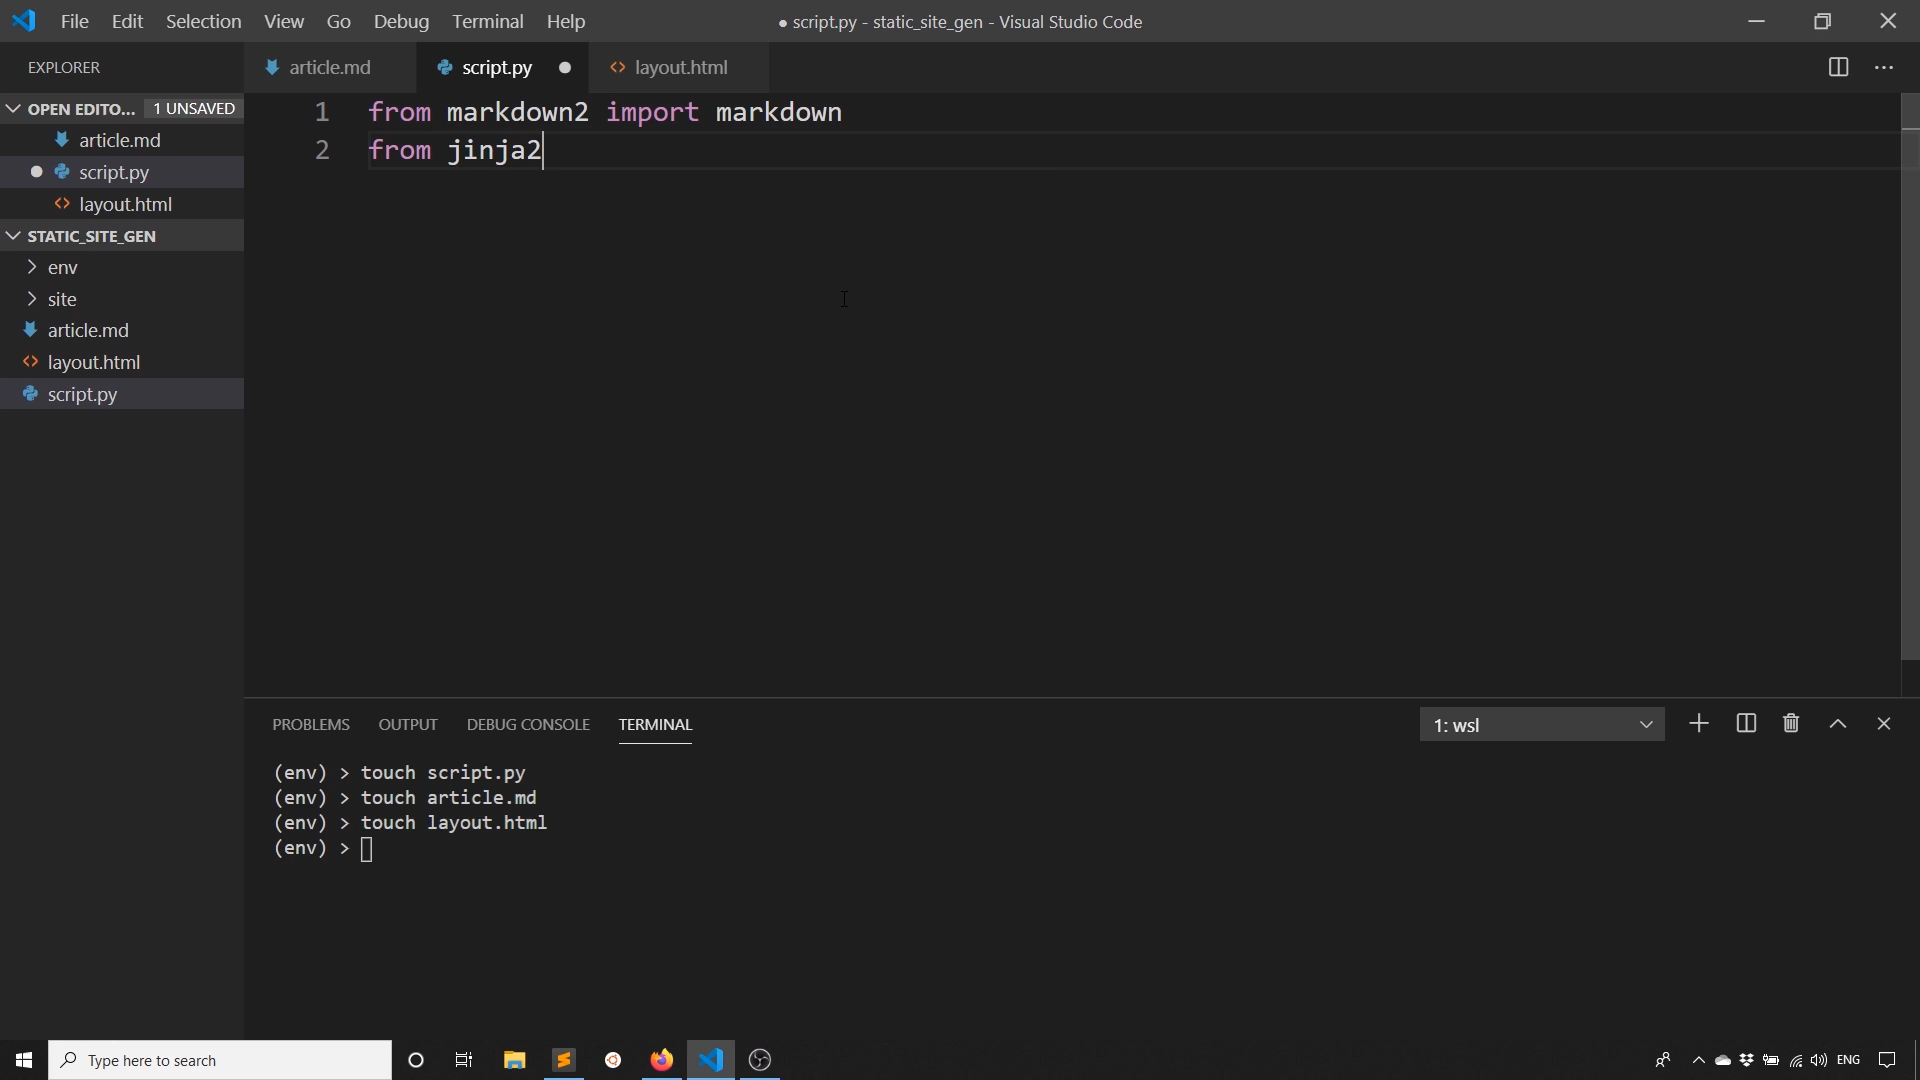 File Edit Selection View Go Debug Terminal Help
● script.py - static_site_gen - Visual Studio Code
EXPLORER
article.md
script.py
layout.html
OPEN EDITO... 1 UNSAVED
article.md
script.py
layout.html
STATIC_SITE_GEN
env
site
article.md
layout.html
script.py
1 from markdown2 import markdown
2 from jinja2
PROBLEMS OUTPUT DEBUG CONSOLE TERMINAL
1: wsl
(env) > touch script.py
(env) > touch article.md
(env) > touch layout.html
(env) >
Type here to search
ENG